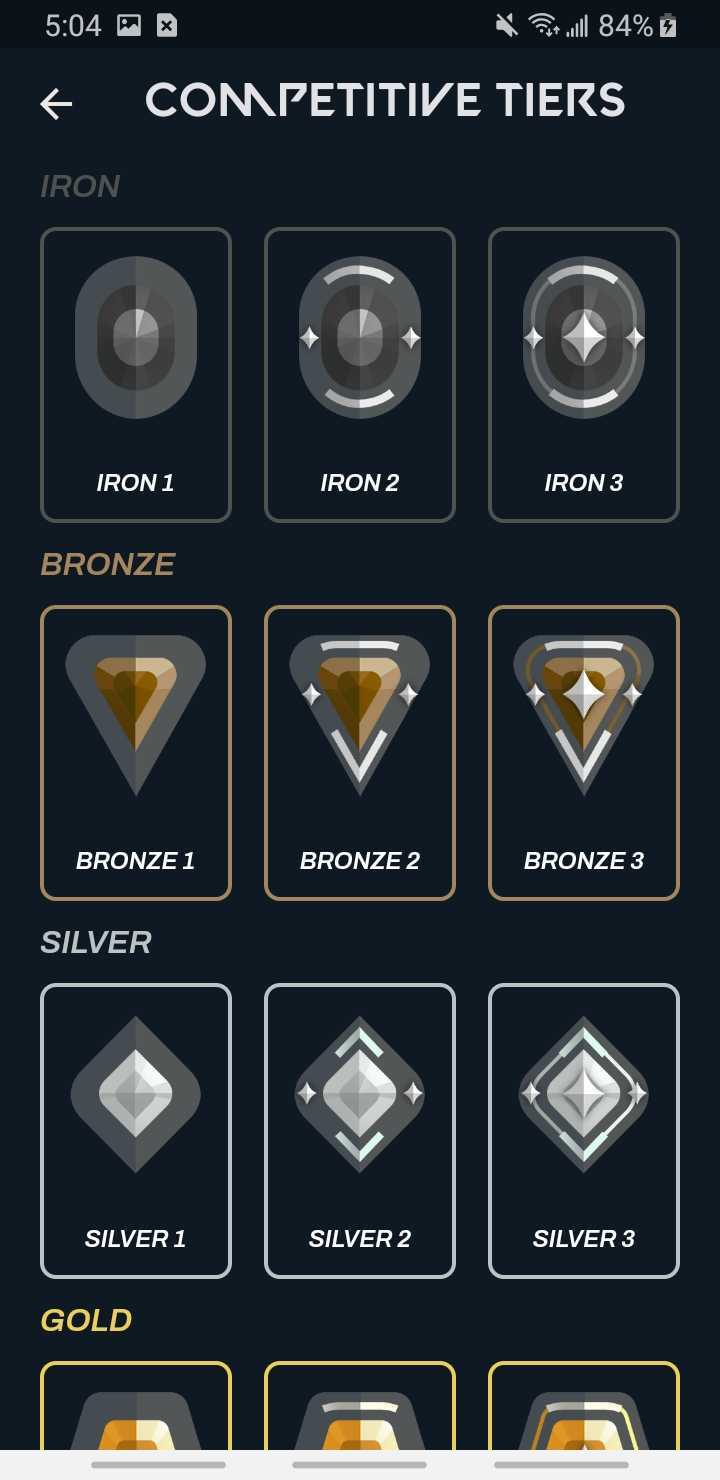 5:04
84%
COMPETITIVE TIERS
IRON
IRON 1
IRON 2
IRON 3
BRONZE
BRONZE 1
BRONZE 2
BRONZE 3
SILVER
SILVER 1
SILVER 2
SILVER 3
GOLD